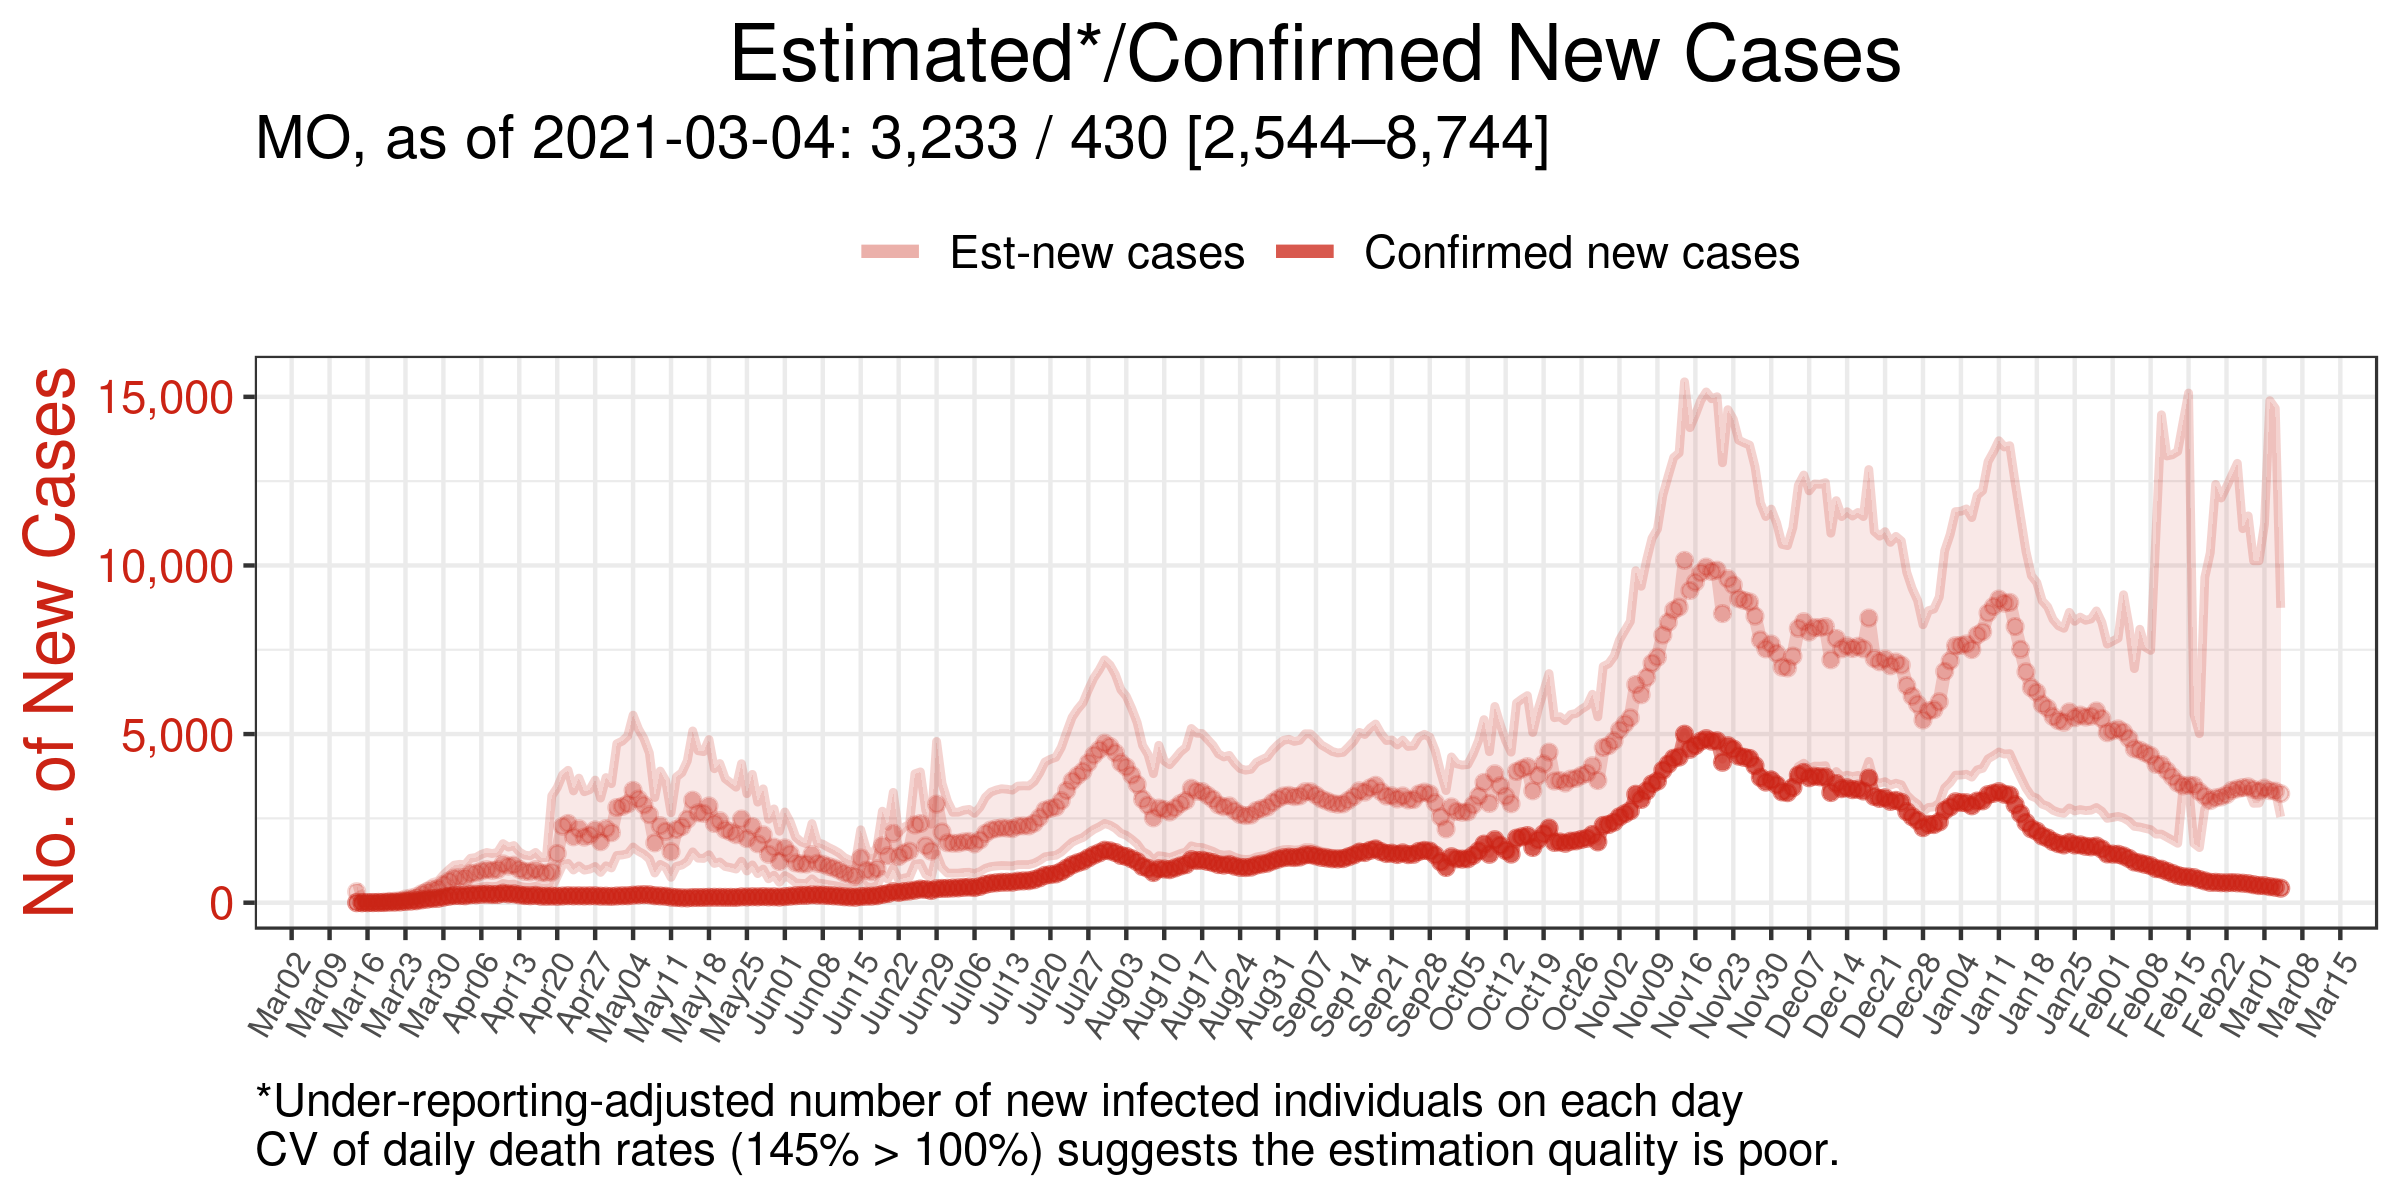 Estimated*/Confirmed New Cases
MO, as of 2021-03-04: 3,233 / 430 [2,544–8,744]
Est-new cases
Confirmed new cases
No. of New Cases
15,000
10,000
5,000
0
Mar02
Mar09
Mar16
Mar23
Mar30
Apr06
Apr13
Apr20
Apr27
May04
May11
May18
May25
Jun01
Jun08
Jun15
Jun22
Jun29
Jul06
Jul13
Jul20
Jul27
Aug03
Aug10
Aug17
Aug24
Aug31
Sep07
Sep14
Sep21
Sep28
Oct05
Oct12
Oct19
Oct26
Nov02
Nov09
Nov16
Nov23
Nov30
Dec07
Dec14
Dec21
Dec28
Jan04
Jan11
Jan18
Jan25
Feb01
Feb08
Feb15
Feb22
Mar01
Mar08
Mar15
*Under-reporting-adjusted number of new infected individuals on each day
CV of daily death rates (145% > 100%) suggests the estimation quality is poor.